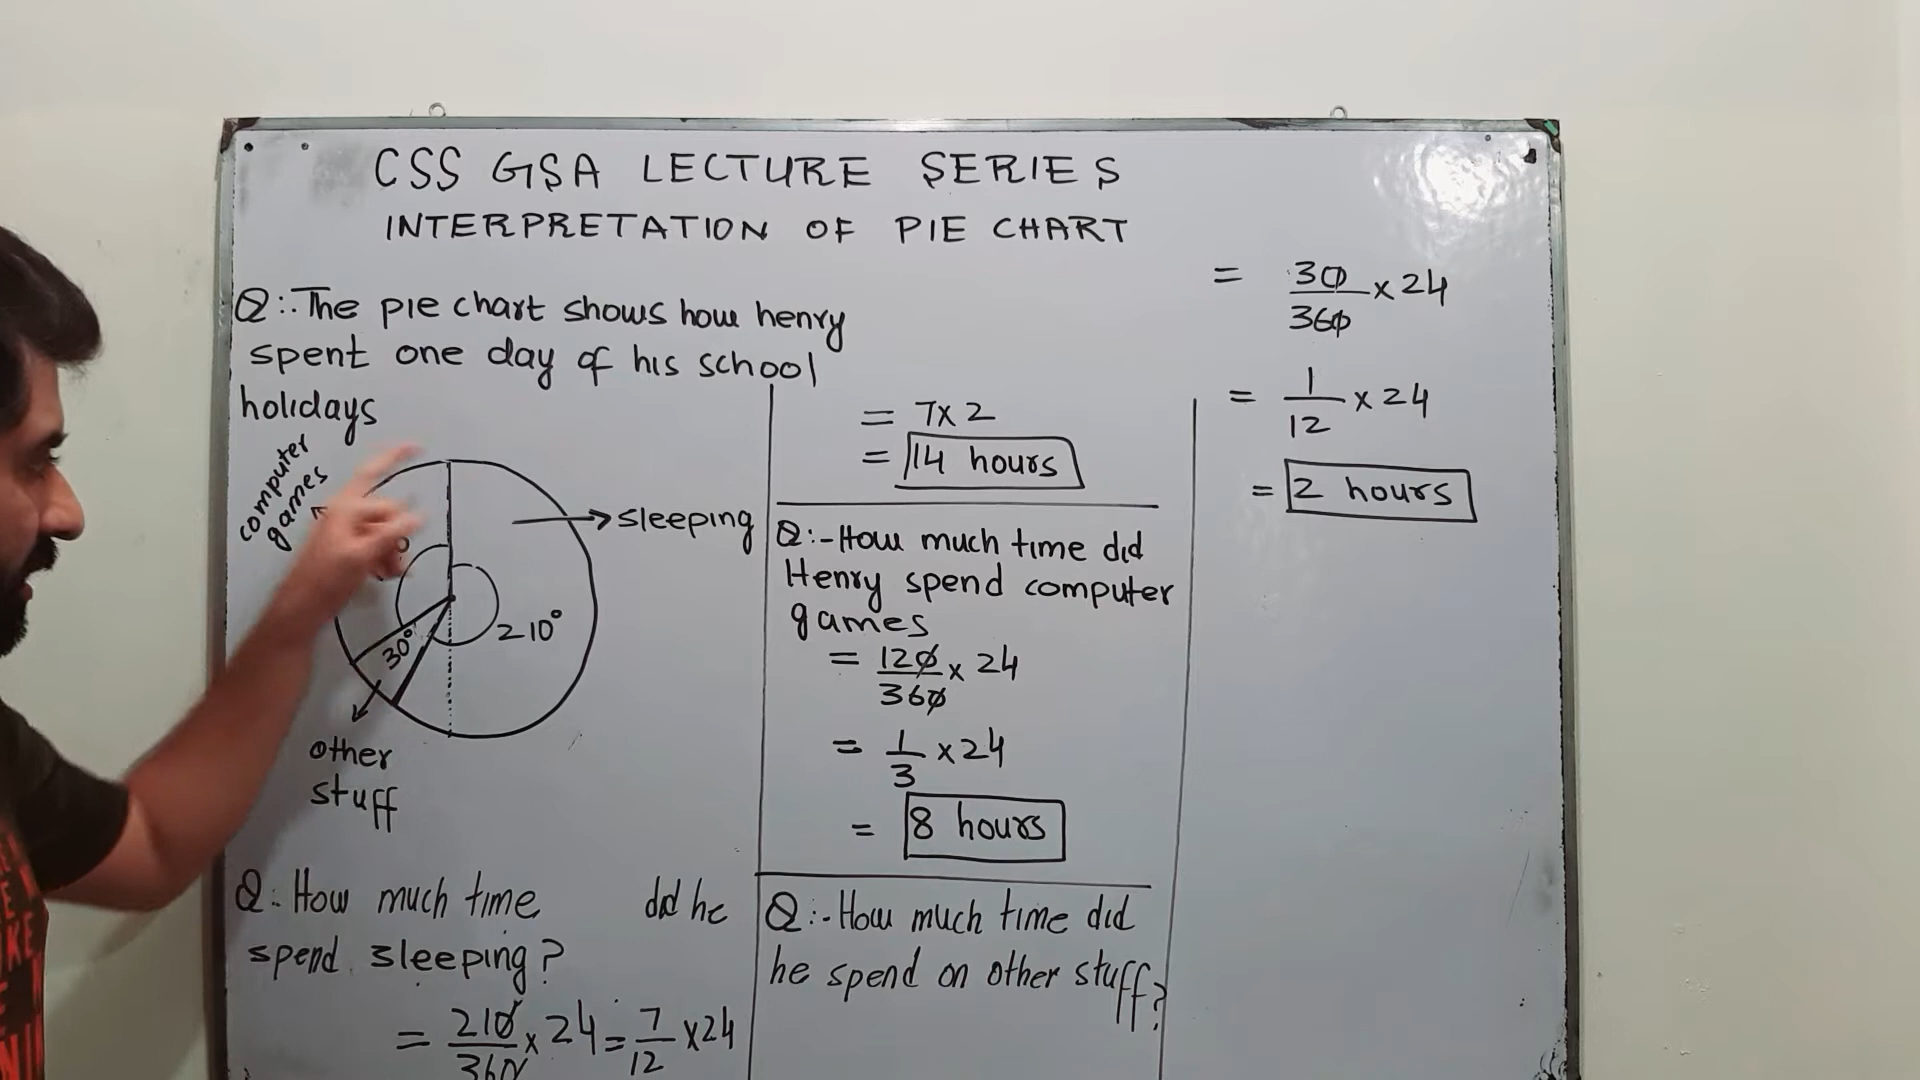 CSS GSA LECTURE SERIES
INTERPRETATION OF PIE CHART
Q:. The pie chart shows how henry
spent one day of his school
holidays
computer
games
sleeping
210°
30°
other
stuff
Q:. How much time did he
spend sleeping?
= 210/360 x 24 = 7/12 x 24
= 7 x 2
= 14 hours
Q:- How much time did
Henry spend computer
games
= 120/360 x 24
= 1/3 x 24
= 8 hours
Q:- How much time did
he spend on other stuff?
= 30/360 x 24
= 1/12 x 24
= 2 hours